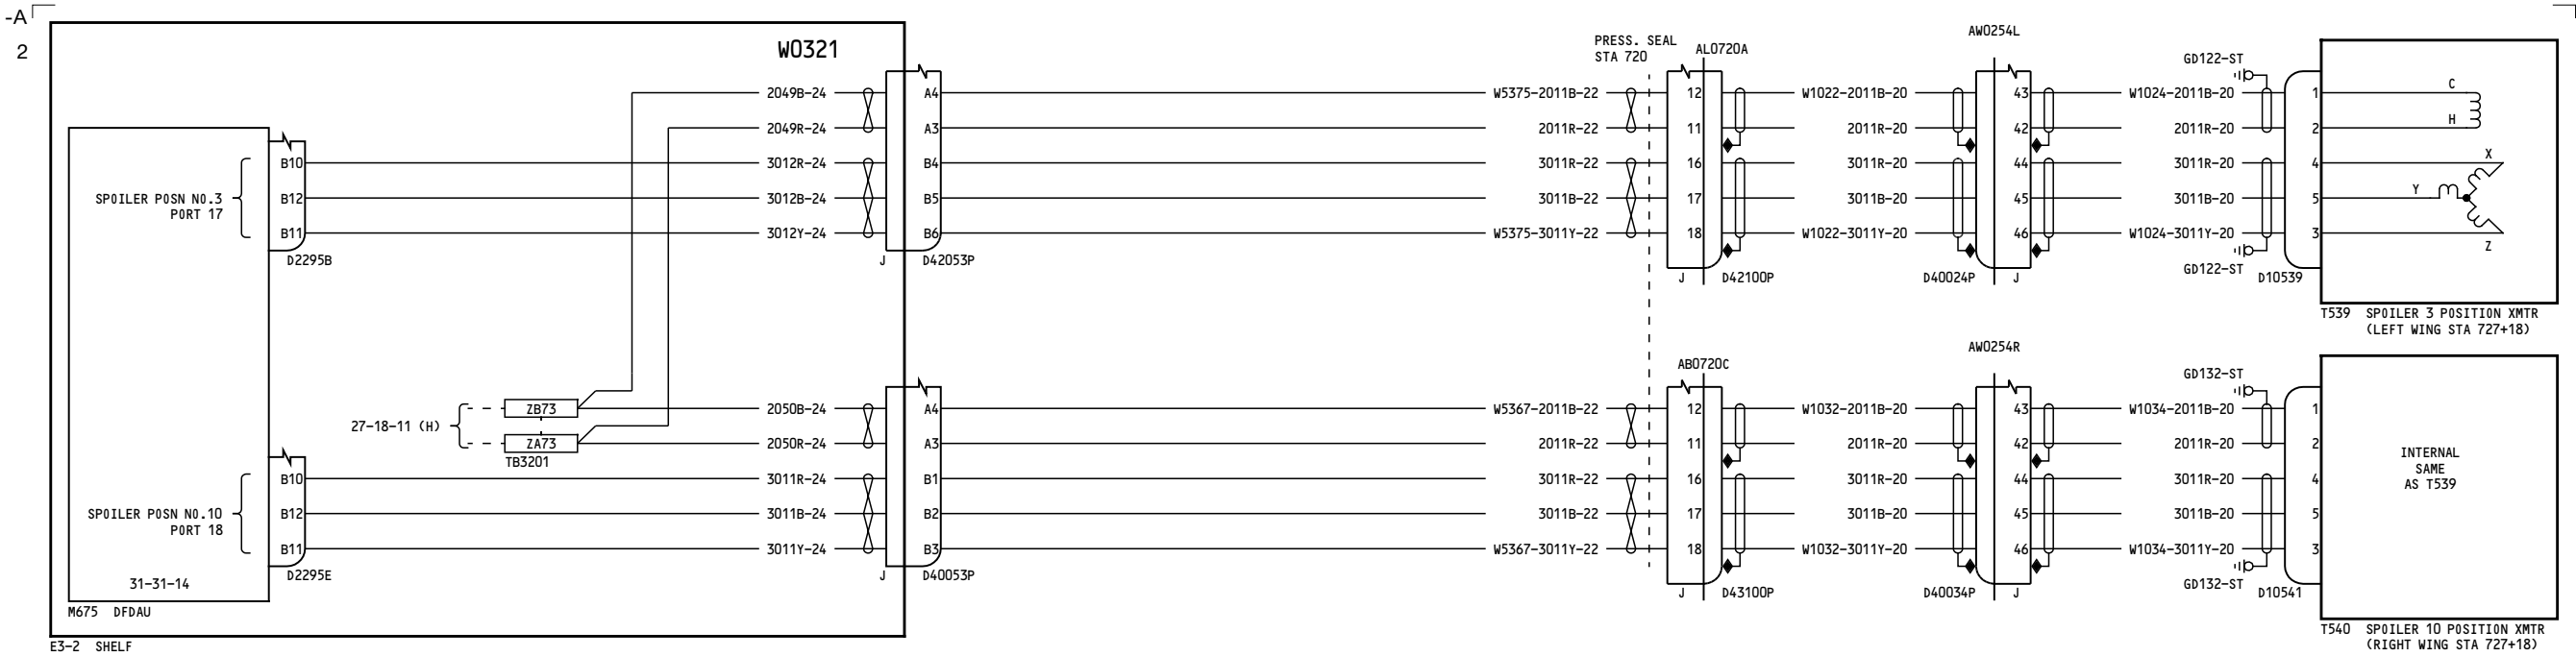 -A
2
W0321
PRESS. SEAL
STA 720
AL0720A
AW0254L
GD122-ST
2049B-24
A4
W5375-2011B-22
12
W1022-2011B-20
43
W1024-2011B-20
1
C
2049R-24
A3
2011R-22
11
2011R-20
42
2011R-20
2
H
B10
3012R-24
B4
3011R-22
16
3011R-20
44
3011R-20
4
X
SPOILER POSN NO.3
PORT 17
B12
3012B-24
B5
3011B-22
17
3011B-20
45
3011B-20
5
Y
B11
3012Y-24
B6
W5375-3011Y-22
18
W1022-3011Y-20
46
W1024-3011Y-20
3
Z
D2295B
J
D42053P
J
D42100P
D40024P
J
GD122-ST
D10539
T539 SPOILER 3 POSITION XMTR
(LEFT WING STA 727+18)
AB0720C
AW0254R
GD132-ST
27-18-11 (H)
ZB73
2050B-24
A4
W5367-2011B-22
12
W1032-2011B-20
43
W1034-2011B-20
1
ZA73
2050R-24
A3
2011R-22
11
2011R-20
42
2011R-20
2
TB3201
B10
3011R-24
B1
3011R-22
16
3011R-20
44
3011R-20
4
SPOILER POSN NO.10
PORT 18
B12
3011B-24
B2
3011B-22
17
3011B-20
45
3011B-20
5
B11
3011Y-24
B3
W5367-3011Y-22
18
W1032-3011Y-20
46
W1034-3011Y-20
3
INTERNAL
SAME
AS T539
D2295E
J
D40053P
J
D43100P
D40034P
J
GD132-ST
D10541
31-31-14
M675 DFDAU
E3-2 SHELF
T540 SPOILER 10 POSITION XMTR
(RIGHT WING STA 727+18)